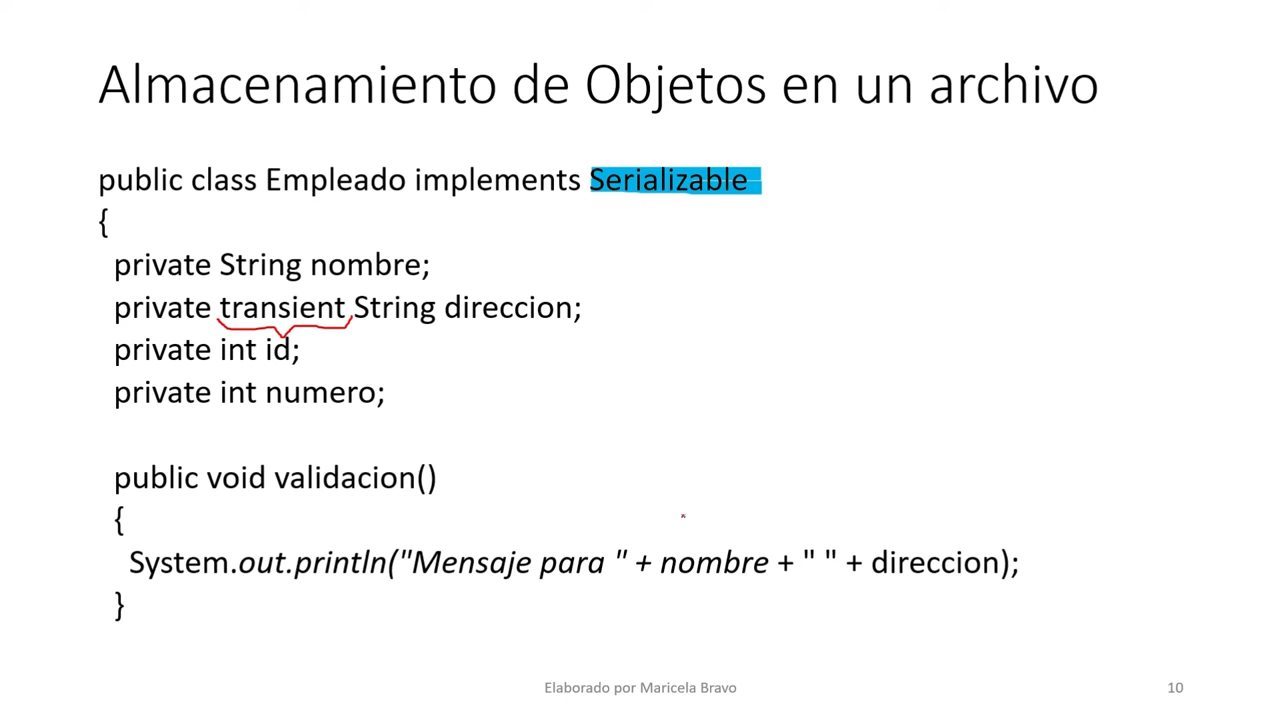 Almacenamiento de Objetos en un archivo
public class Empleado implements Serializable
{
private String nombre;
private transient String direccion;
private int id;
private int numero;
public void validacion()
{
System.out.println("Mensaje para " + nombre + " " + direccion);
}
Elaborado por Maricela Bravo
10